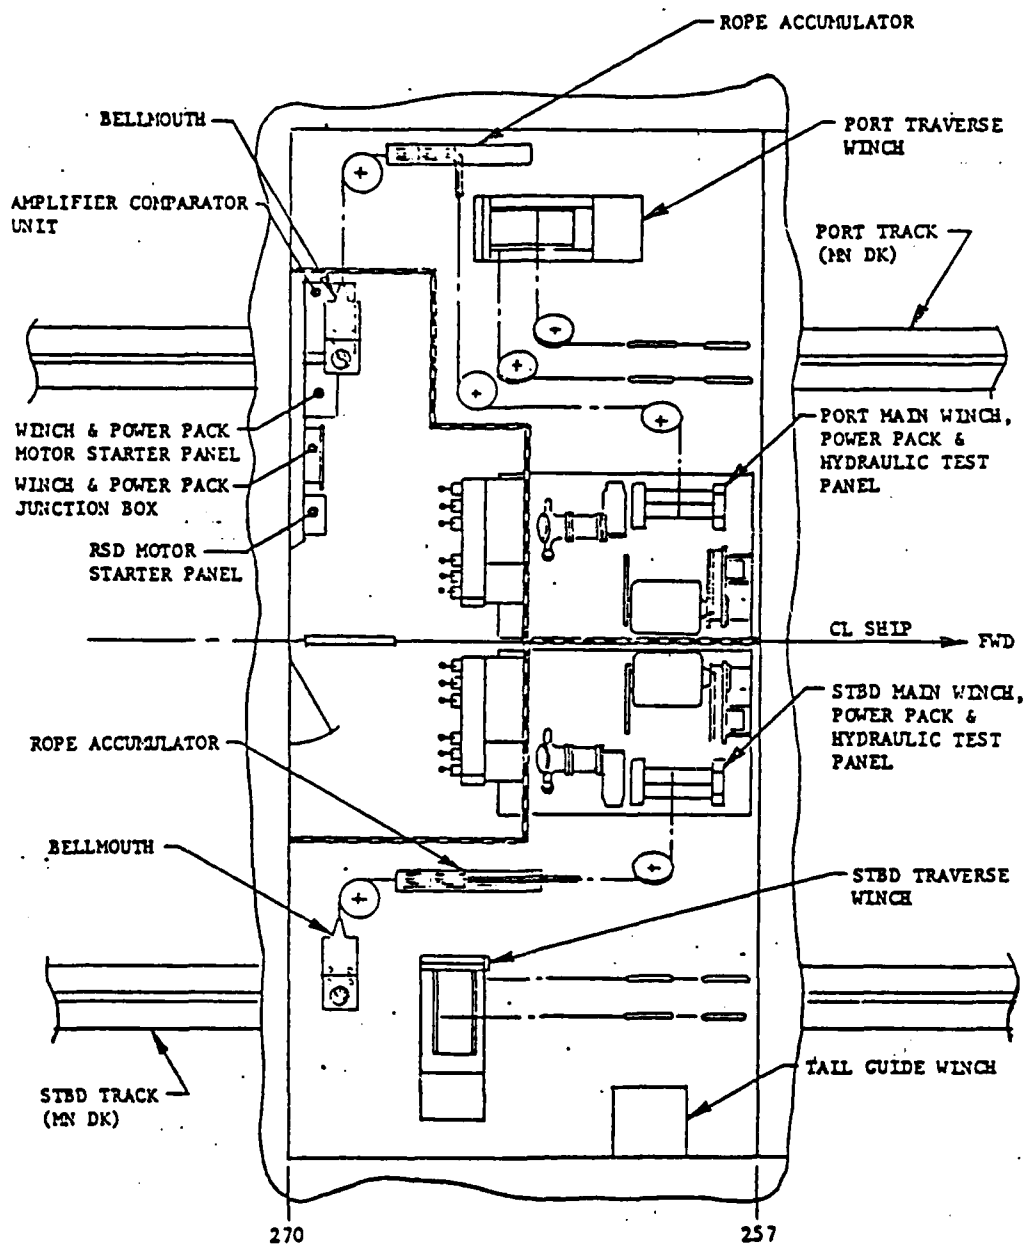 ROPE ACCUMULATOR
BELLMOUTH
PORT TRAVERSE
WINCH
AMPLIFIER COMPARATOR
UNIT
PORT TRACK
(MN DK)
WINCH & POWER PACK
MOTOR STARTER PANEL
WINCH & POWER PACK
JUNCTION BOX
PORT MAIN WINCH,
POWER PACK &
HYDRAULIC TEST
PANEL
RSD MOTOR
STARTER PANEL
CL SHIP
FWD
STBD MAIN WINCH,
POWER PACK &
HYDRAULIC TEST
PANEL
ROPE ACCUMULATOR
BELLMOUTH
STBD TRAVERSE
WINCH
TAIL GUIDE WINCH
STBD TRACK
(MN DK)
270
257